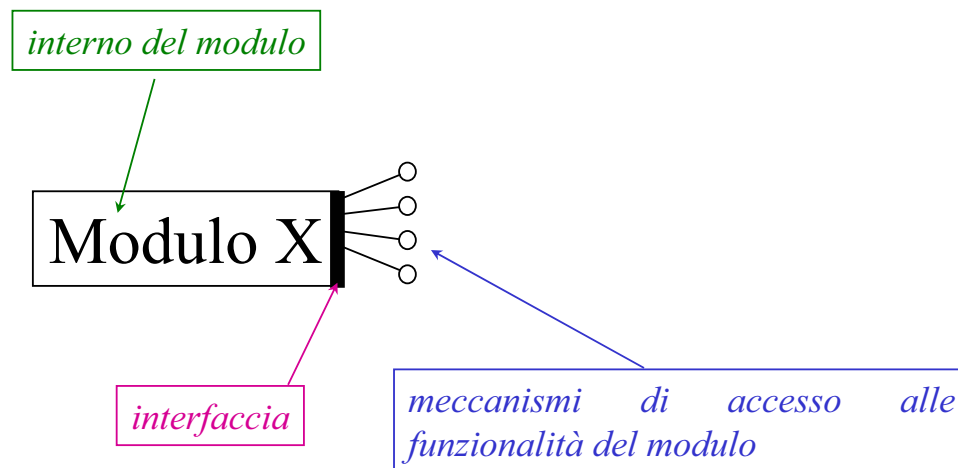 interno del modulo
Modulo X
interfaccia
meccanismi di accesso alle
funzionalità del modulo